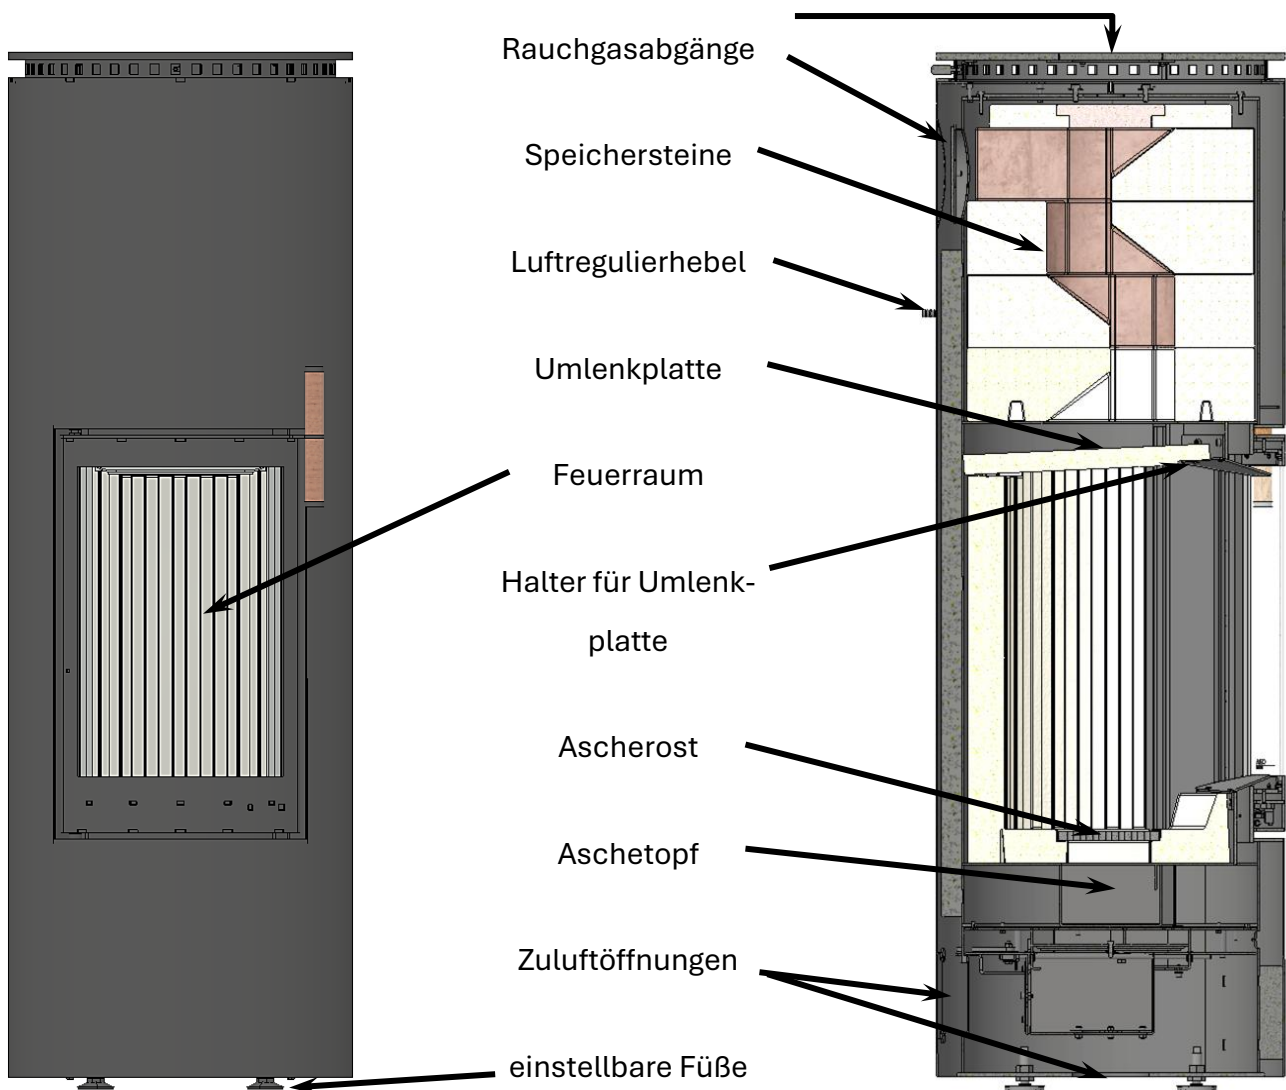 Rauchgasabgänge
Speichersteine
Luftregulierhebel
Umlenkplatte
Feuerraum
Halter für Umlenk-
platte
Ascherost
Aschetopf
Zuluftöffnungen
einstellbare Füße